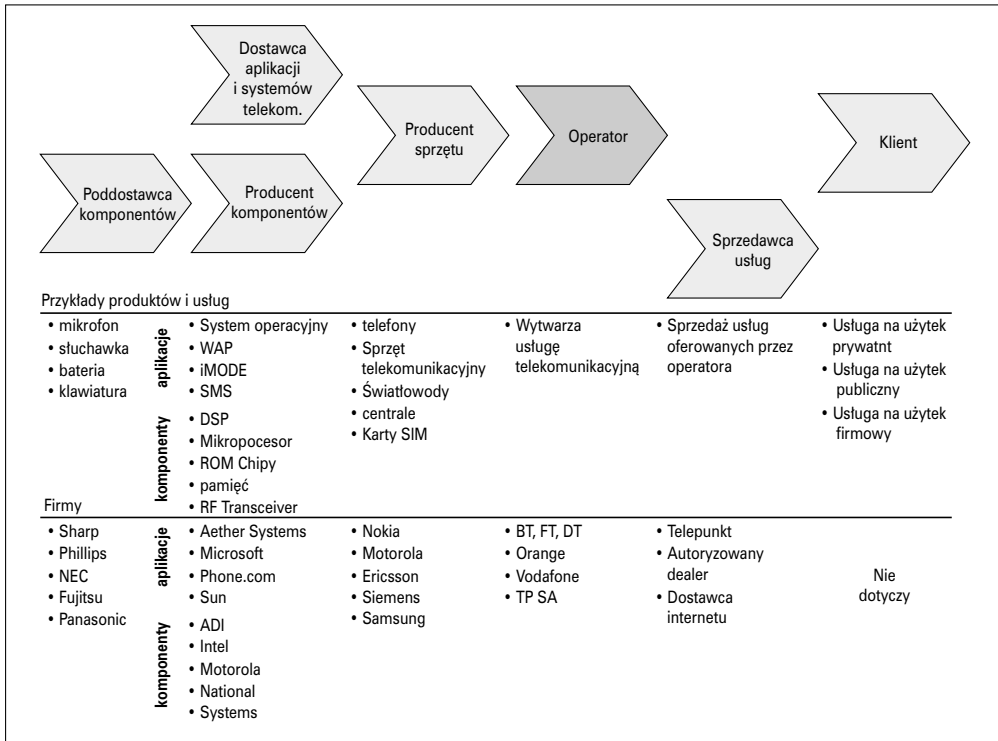 Dostawca
aplikacji
i systemów
telekom.
Producent
sprzętu
Operator
Klient
Poddostawca
komponentów
Producent
komponentów
Sprzedawca
usług
Przykłady produktów i usług
• mikrofon
• słuchawka
• bateria
• klawiatura
aplikacje
• System operacyjny
• WAP
• iMODE
• SMS
komponenty
• DSP
• Mikropocesor
• ROM Chipy
• pamięć
• RF Transceiver
• telefony
• Sprzęt
telekomunikacyjny
• Światłowody
• centrale
• Karty SIM
• Wytwarza
usługę
telekomunikacyjną
• Sprzedaż usług
oferowanych przez
operatora
• Usługa na użytek
prywatnt
• Usługa na użytek
publiczny
• Usługa na użytek
firmowy
Firmy
• Sharp
• Phillips
• NEC
• Fujitsu
• Panasonic
aplikacje
• Aether Systems
• Microsoft
• Phone.com
• Sun
komponenty
• ADI
• Intel
• Motorola
• National
• Systems
• Nokia
• Motorola
• Ericsson
• Siemens
• Samsung
• BT, FT, DT
• Orange
• Vodafone
• TP SA
• Telepunkt
• Autoryzowany
dealer
• Dostawca
internetu
Nie
dotyczy